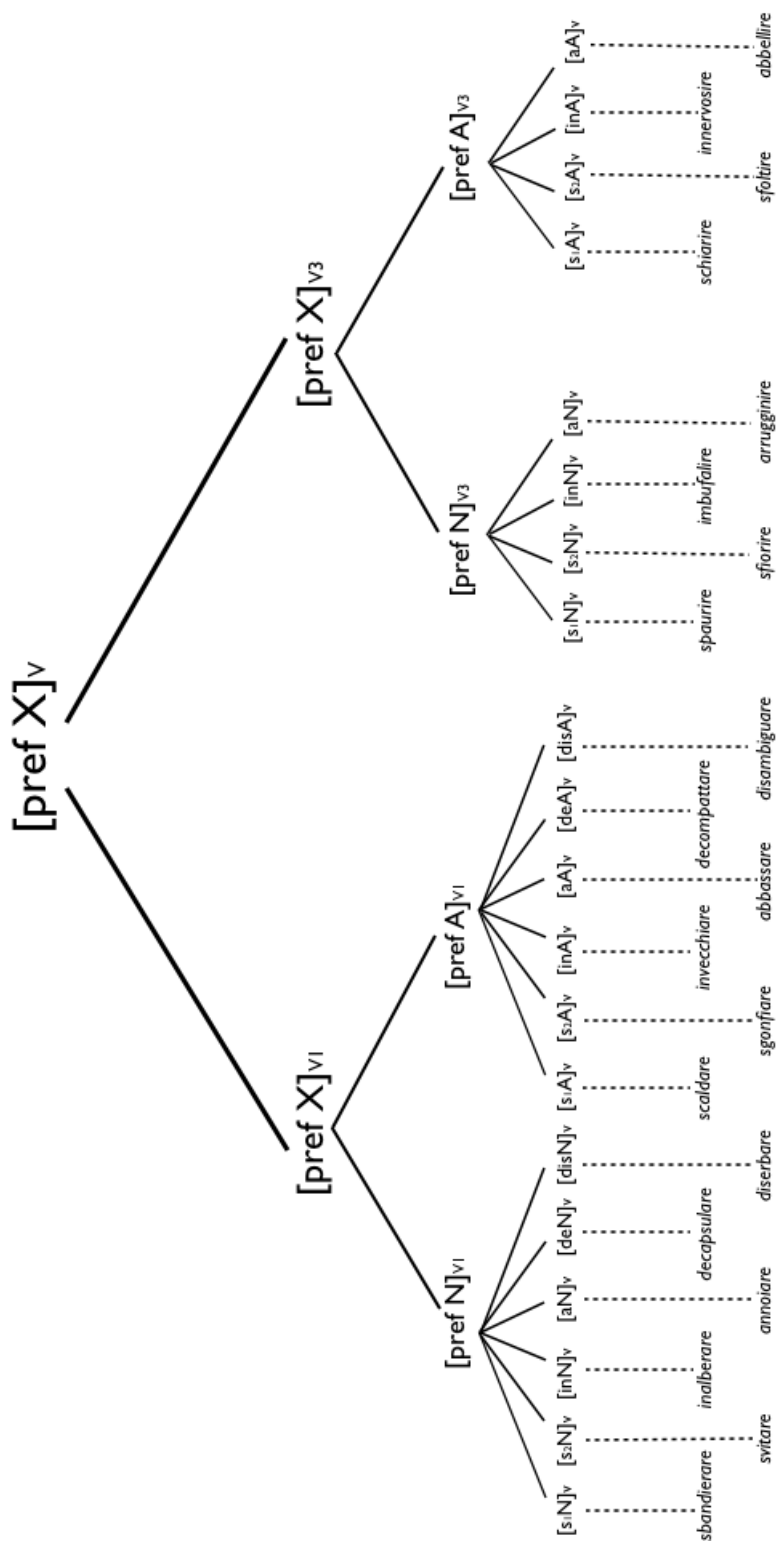 [pref X]V
[pref X]V1
[pref X]V3
[pref N]V1
[pref A]V1
[pref N]V3
[pref A]V3
[s1N]V
[s2N]V
[inN]V
[aN]V
[deN]V
[disN]V
[s1A]V
[s2A]V
[inA]V
[aA]V
[deA]V
[disA]V
[s1N]V
[s2N]V
[inN]V
[aN]V
[s1A]V
[s2A]V
[inA]V
[aA]V
sbandierare
inalberare
decapsulare
scaldare
invecchiare
decompattare
spaurire
imbufalire
schiarire
innervosire
svitare
annoiare
diserbare
sgonfiare
abbassare
disambiguare
sfiorire
arrugginire
sfoltire
abbellire